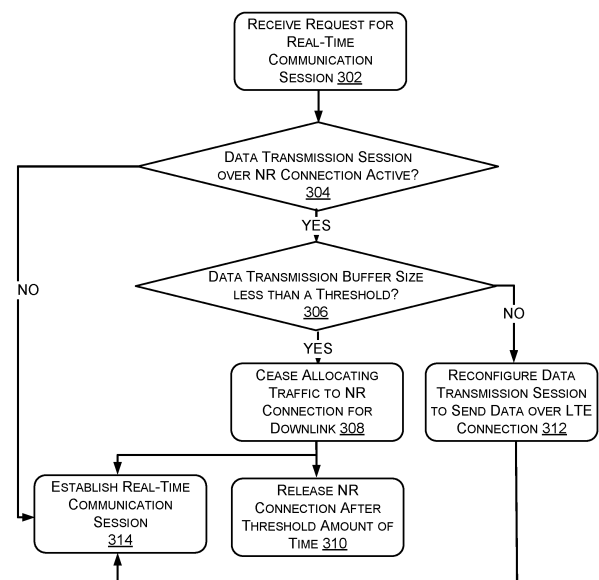 Receive Request for
Real-Time
Communication
Session 302
Data Transmission Session
over NR Connection Active?
304
YES
Data Transmission Buffer Size
less than a Threshold?
306
NO
NO
YES
Cease Allocating
Traffic to NR
Connection for
Downlink 308
Reconfigure Data
Transmission Session
to Send Data over LTE
Connection 312
Establish Real-Time
Communication
Session
314
Release NR
Connection After
Threshold Amount of
Time 310